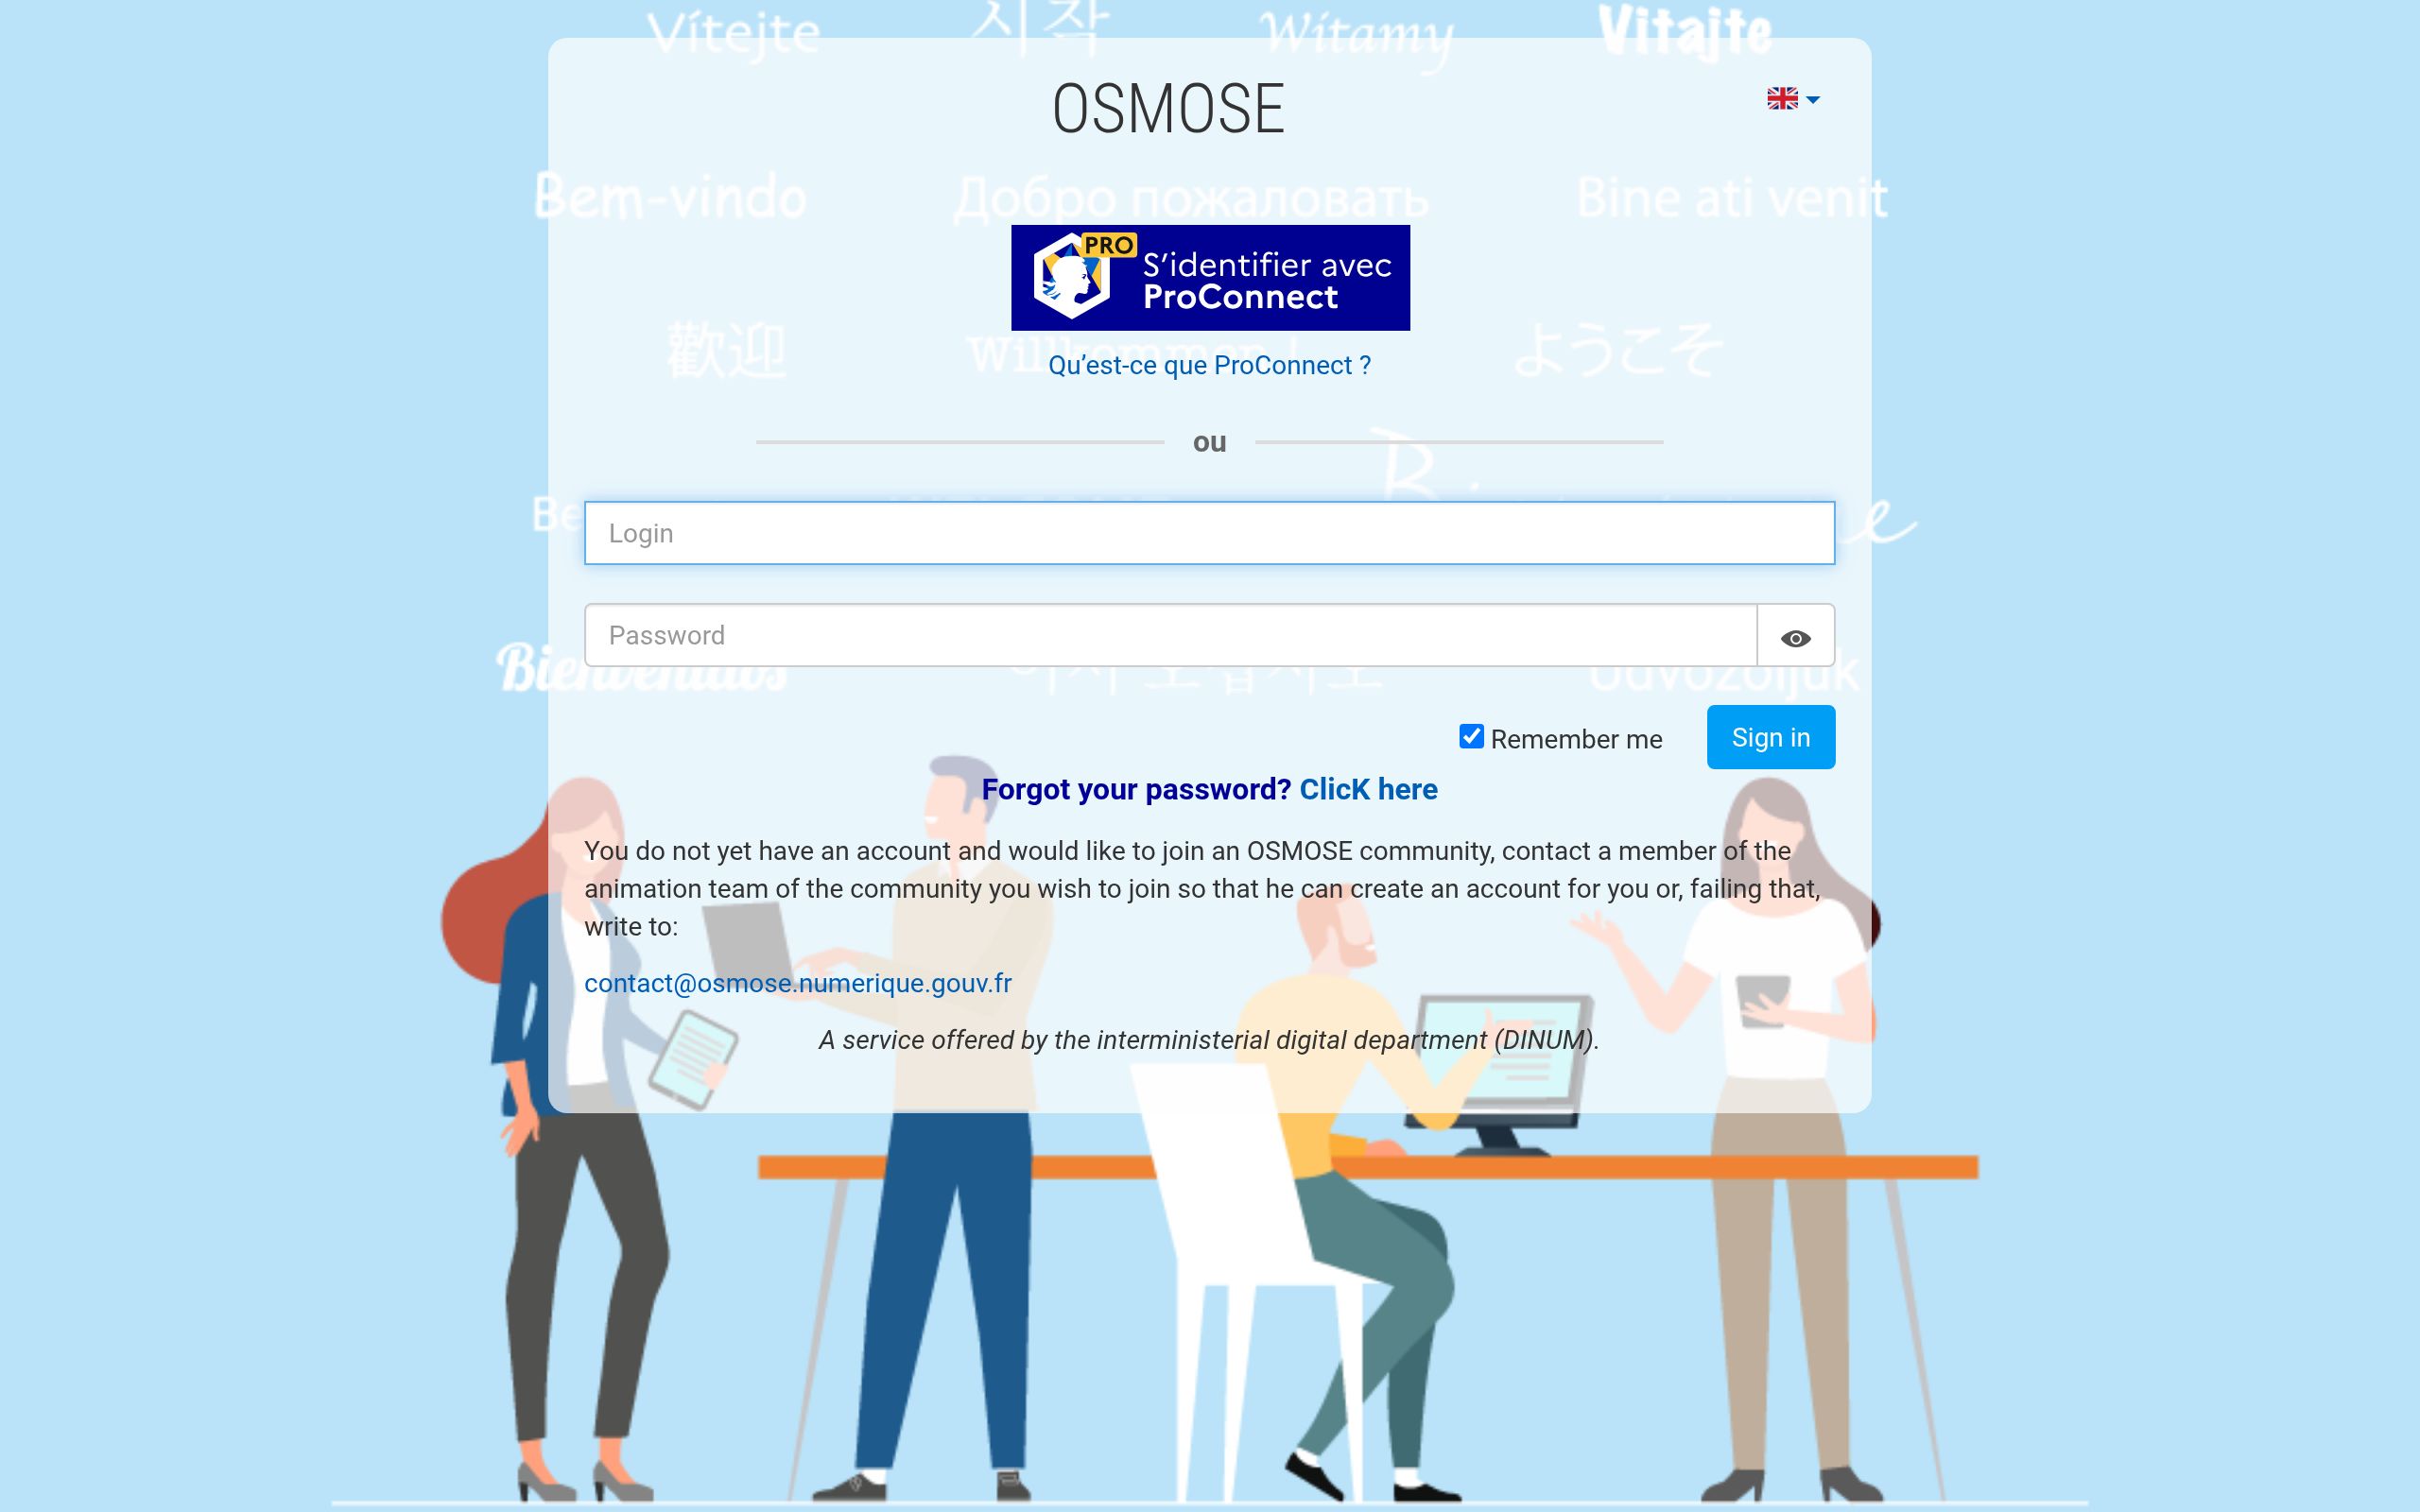 Vítejte 시작 Witamy Vitajte
OSMOSE
Bem-vindo Добро пожаловать Bine ati venit
PRO
S'identifier avec
ProConnect
歡迎 Willkommen ! ようこそ
Qu’est-ce que ProConnect ?
ou
Login
Password
Bienvenidos
Remember me Sign in
Forgot your password? ClicK here
You do not yet have an account and would like to join an OSMOSE community, contact a member of the
animation team of the community you wish to join so that he can create an account for you or, failing that,
write to:
contact@osmose.numerique.gouv.fr
A service offered by the interministerial digital department (DINUM).